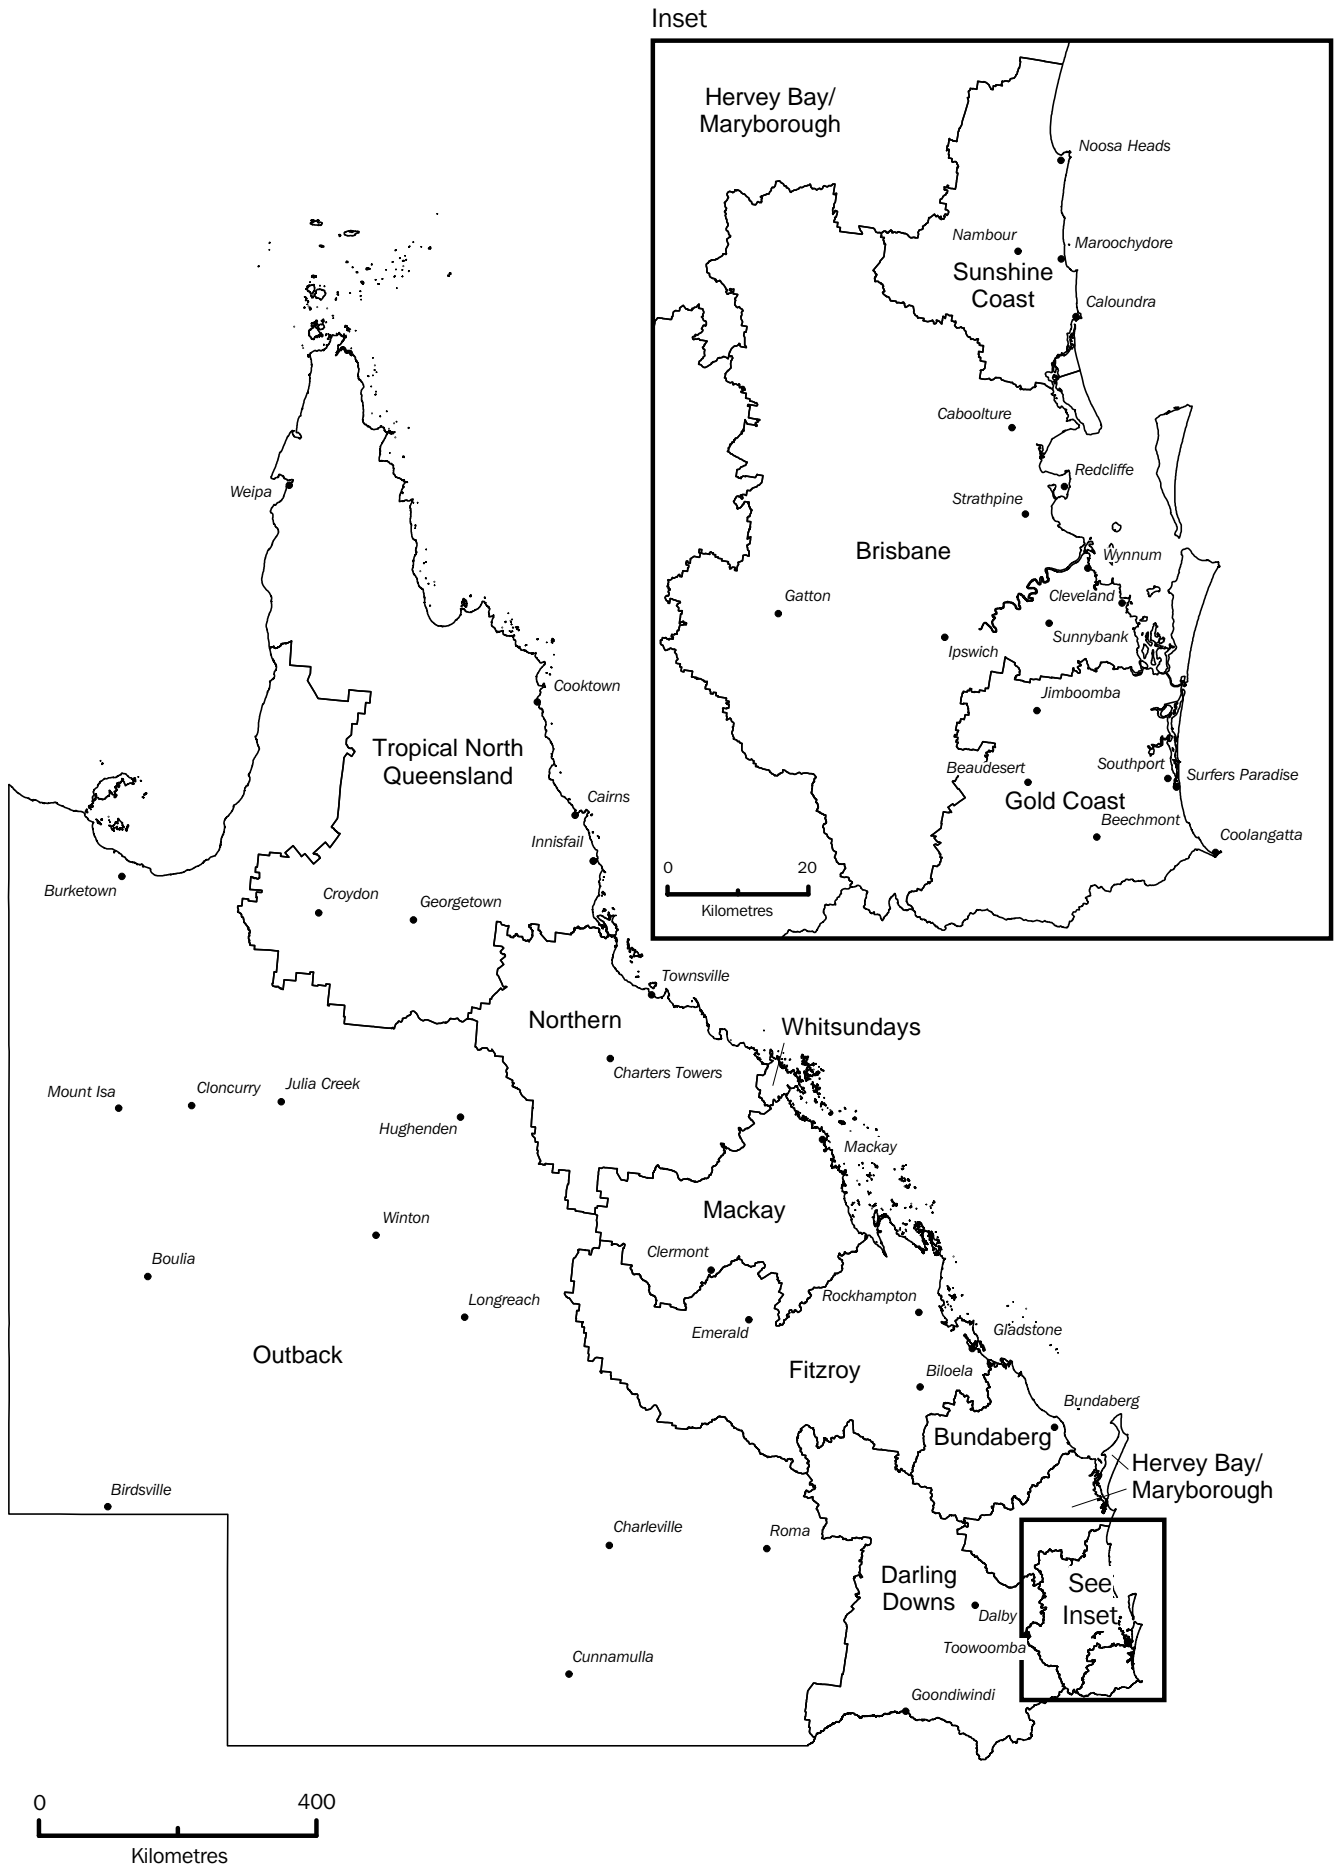 Inset
Hervey Bay/
Maryborough
Noosa Heads
Nambour
Maroochydore
Sunshine
Coast
Caloundra
Caboolture
Redcliffe
Strathpine
Brisbane
Wynnum
Gatton
Cleveland
Sunnybank
Ipswich
Jimboomba
Beaudesert
Southport
Surfers Paradise
Gold Coast
Beechmont
Coolangatta
0 20
Kilometres
Weipa
Cooktown
Tropical North
Queensland
Cairns
Innisfail
Burketown
Croydon
Georgetown
Townsville
Northern
Whitsundays
Charters Towers
Mount Isa
Cloncurry
Julia Creek
Hughenden
Mackay
Mackay
Winton
Clermont
Boulia
Longreach
Rockhampton
Emerald
Gladstone
Outback
Fitzroy
Biloela
Bundaberg
Bundaberg
Hervey Bay/
Maryborough
Birdsville
Charleville
Roma
Darling
Downs
See
Inset
Dalby
Toowoomba
Cunnamulla
Goondiwindi
0 400
Kilometres